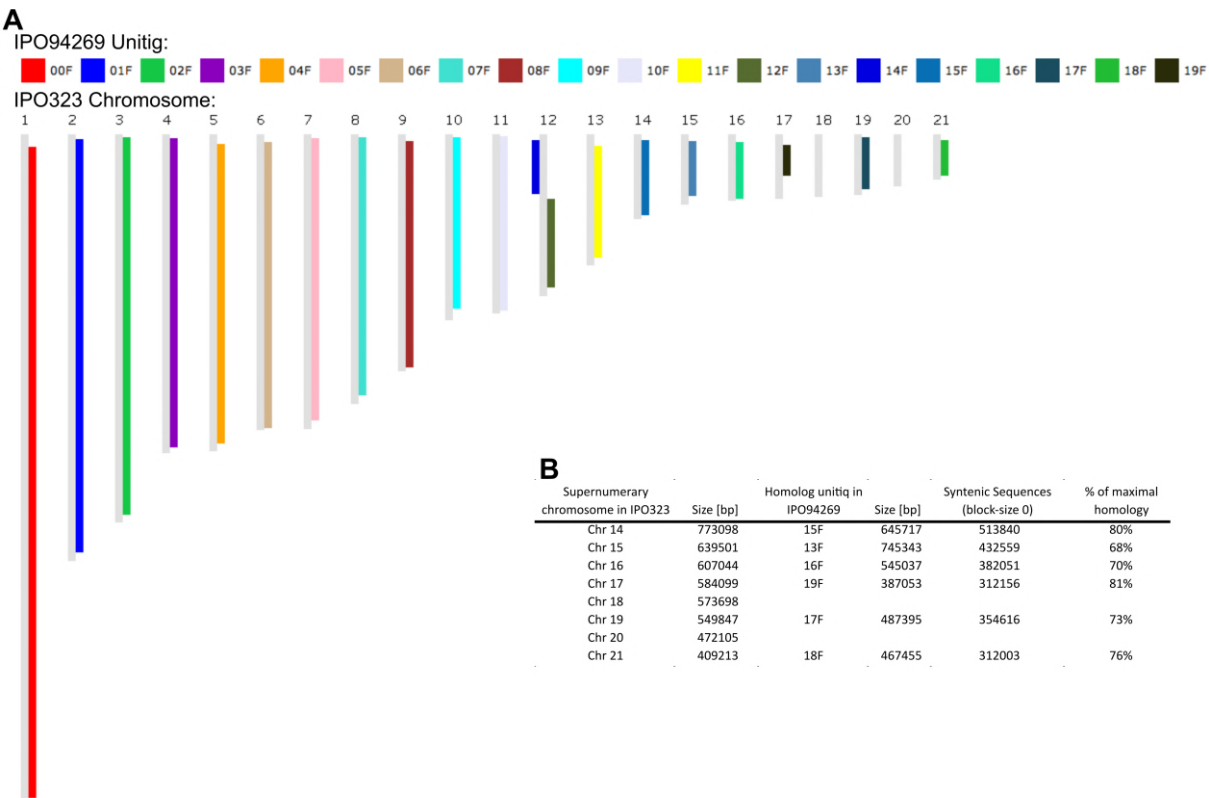 A
IPO94269 Unitig:
00F 01F 02F 03F 04F 05F 06F 07F 08F 09F 10F 11F 12F 13F 14F 15F 16F 17F 18F 19F
IPO323 Chromosome:
1 2 3 4 5 6 7 8 9 10 11 12 13 14 15 16 17 18 19 20 21
B
Supernumerary Homolog unitiq in Syntenic Sequences % of maximal
chromosome in IPO323 Size [bp] IPO94269 Size [bp] (block-size 0) homology
Chr 14 773098 15F 645717 513840 80%
Chr 15 639501 13F 745343 432559 68%
Chr 16 607044 16F 545037 382051 70%
Chr 17 584099 19F 387053 312156 81%
Chr 18 573698
Chr 19 549847 17F 487395 354616 73%
Chr 20 472105
Chr 21 409213 18F 467455 312003 76%